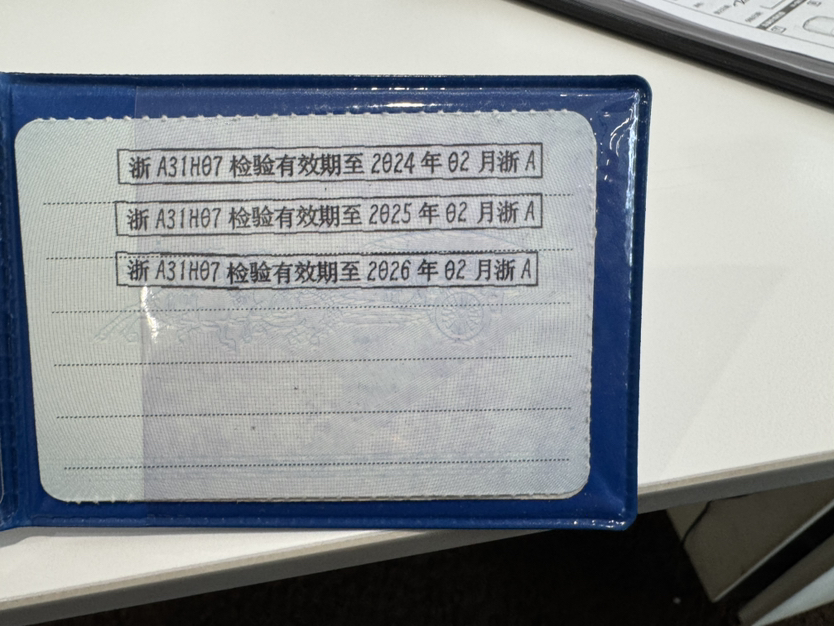 浙 A31H07 检验有效期至 2024 年 02 月浙 A
浙 A31H07 检验有效期至 2025 年 02 月浙 A
浙 A31H07 检验有效期至 2026 年 02 月浙 A